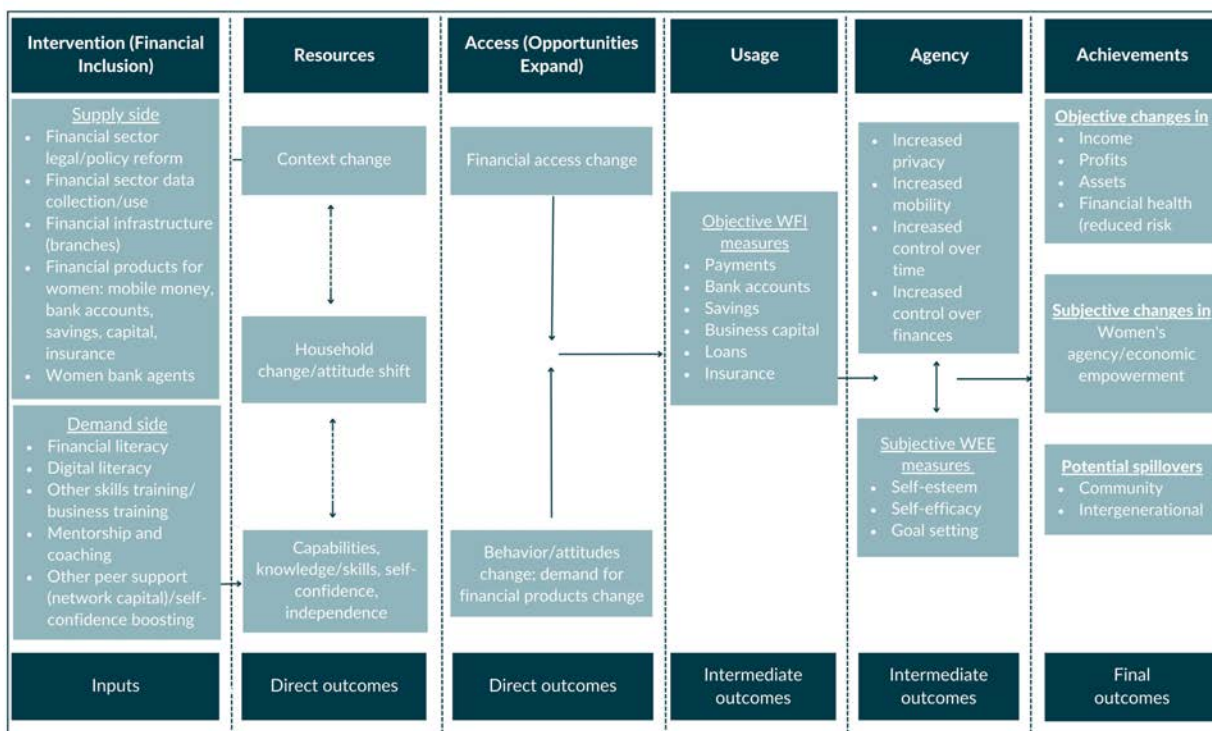 Intervention (Financial
Inclusion)
Resources
Access (Opportunities
Expand)
Usage
Agency
Achievements
Supply side
• Financial sector
legal/policy reform
• Financial sector data
collection/use
• Financial infrastructure
(branches)
• Financial products for
women: mobile money,
bank accounts,
savings, capital,
insurance
• Women bank agents
Demand side
• Financial literacy
• Digital literacy
• Other skills training/
business training
• Mentorship and
coaching
• Other peer support
(network capital)/self-
confidence boosting
Context change
Household
change/attitude shift
Capabilities,
knowledge/skills, self-
confidence,
independence
Financial access change
Behavior/attitudes
change; demand for
financial products change
Objective WFI
measures
• Payments
• Bank accounts
• Savings
• Business capital
• Loans
• Insurance
• Increased
privacy
• Increased
mobility
• Increased
control over
time
• Increased
control over
finances
Subjective WEE
measures
• Self-esteem
• Self-efficacy
• Goal setting
Objective changes in
• Income
• Profits
• Assets
• Financial health
(reduced risk
Subjective changes in
Women's
agency/economic
empowerment
Potential spillovers
• Community
• Intergenerational
Inputs
Direct outcomes
Direct outcomes
Intermediate
outcomes
Intermediate
outcomes
Final
outcomes